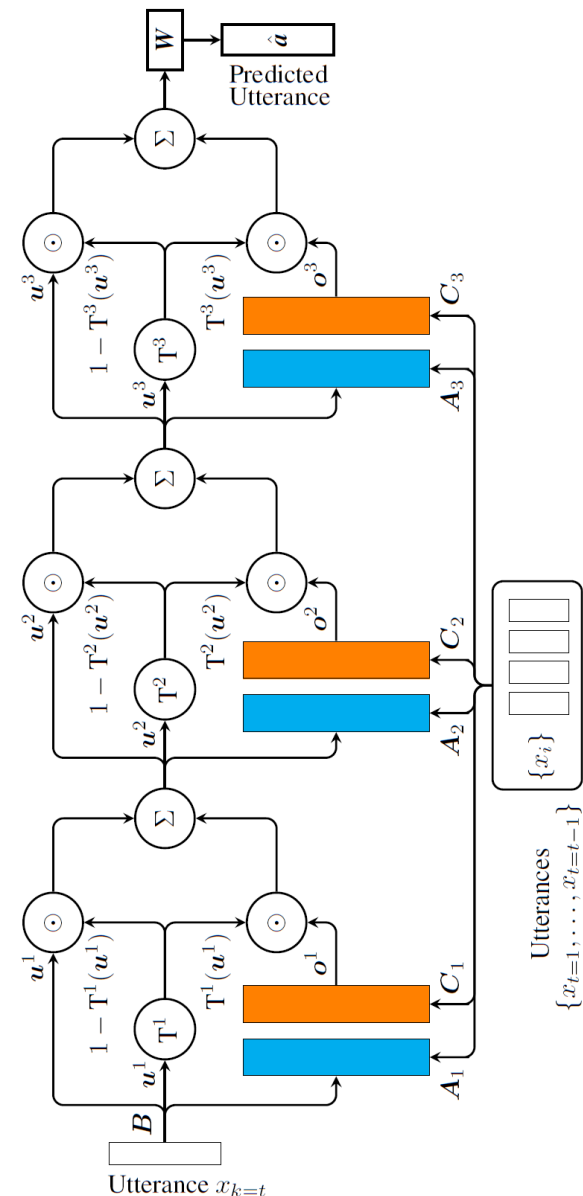 W
â
Predicted
Utterance
Σ
⊙
⊙
u³
1 − T³(u³)
T³(u³)
o³
T³
u³
C₃
A₃
Σ
⊙
⊙
u²
1 − T²(u²)
T²(u²)
o²
T²
u²
C₂
A₂
Σ
⊙
⊙
u¹
1 − T¹(u¹)
T¹(u¹)
o¹
T¹
u¹
C₁
A₁
B
{xᵢ}
Utterances
{x_{t=1}, . . . , x_{t=t−1}}
Utterance x_{k=t}